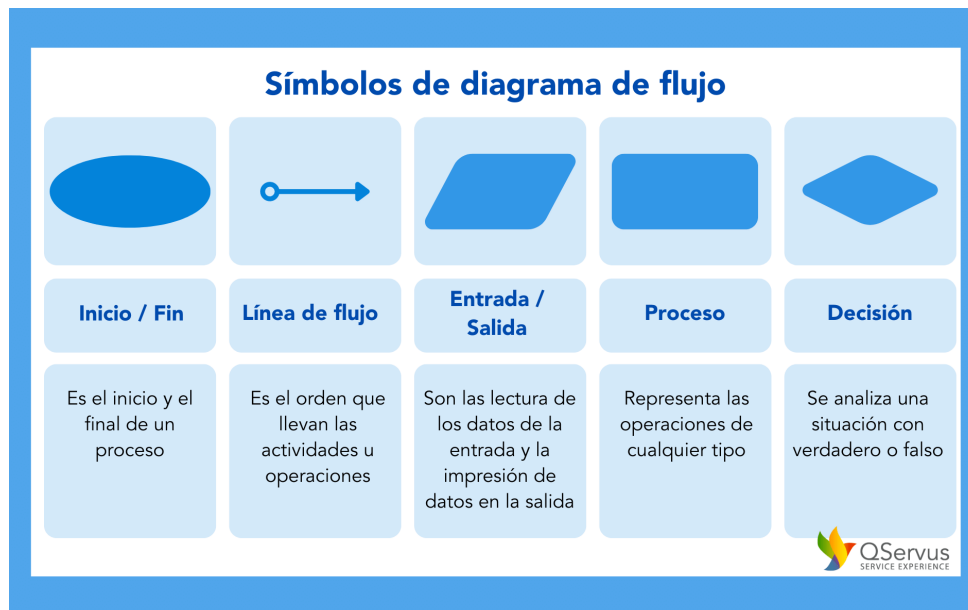 Símbolos de diagrama de flujo
Inicio / Fin
Línea de flujo
Entrada /
Salida
Proceso
Decisión
Es el inicio y el
final de un
proceso
Es el orden que
llevan las
actividades u
operaciones
Son las lectura de
los datos de la
entrada y la
impresión de
datos en la salida
Representa las
operaciones de
cualquier tipo
Se analiza una
situación con
verdadero o falso
QServus
SERVICE EXPERIENCE